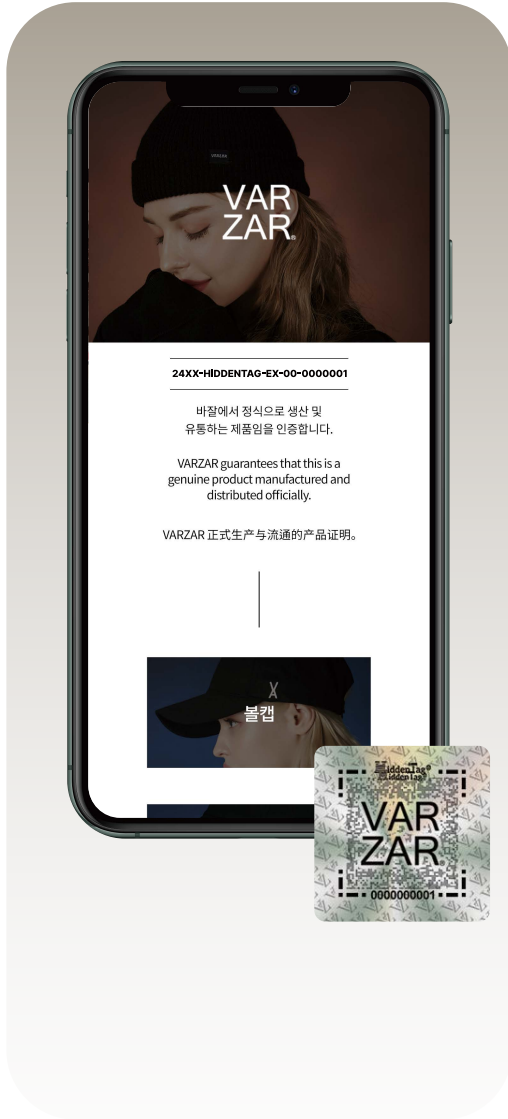 VARZAR
VAR
ZAR®
24XX-HIDDENTAG-EX-00-0000001
바잘에서 정식으로 생산 및
유통하는 제품임을 인증합니다.
VARZAR guarantees that this is a
genuine product manufactured and
distributed officially.
VARZAR 正式生产与流通的产品证明。
볼캡
HiddenTag®
HiddenTag®
VAR
ZAR
0000000001